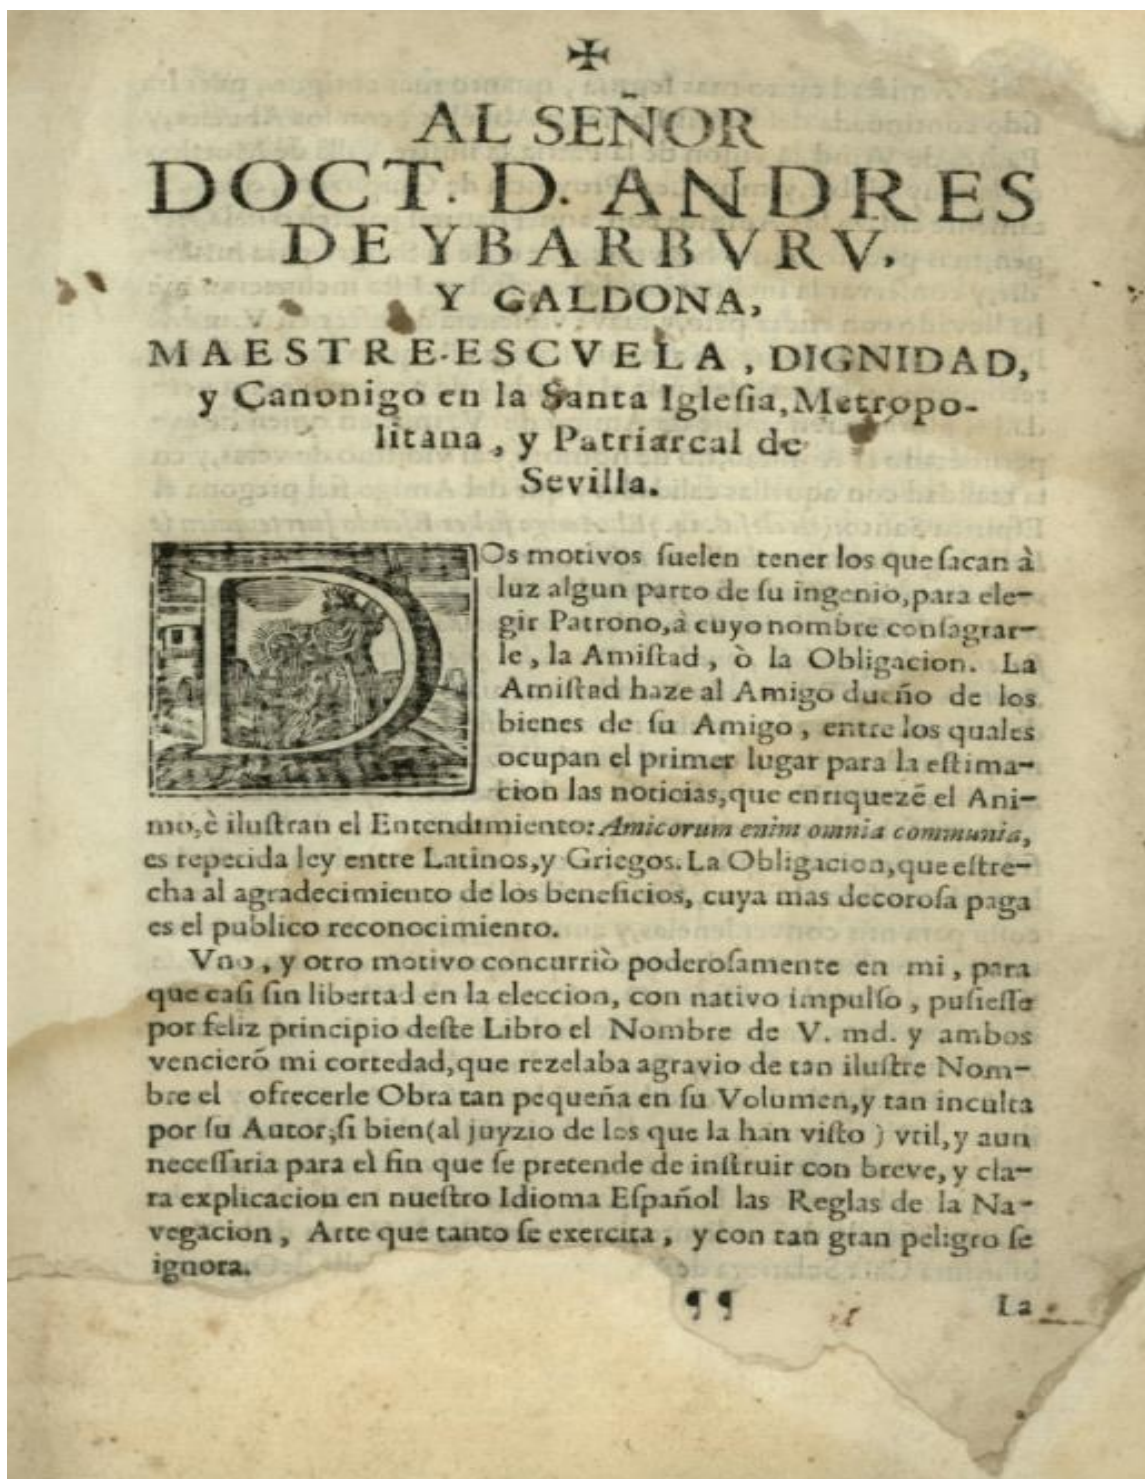 ✠
AL SEÑOR
DOCT. D. ANDRES
DE YBARBVRV,
Y GALDONA,
MAESTRE-ESCVELA, DIGNIDAD,
y Canonigo en la Santa Igleſia, Metropo-
litana, y Patriarcal de
Sevilla.
DOs motivos ſuelen tener los que ſacan à
luz algun parto de ſu ingenio, para ele-
gir Patrono, à cuyo nombre conſagrar-
le, la Amiſtad, ò la Obligacion. La
Amiſtad haze al Amigo dueño de los
bienes de ſu Amigo, entre los quales
ocupan el primer lugar para la eſtima-
cion las noticias, que enriquezē el Ani-
mo, è iluſtran el Entendimiento: Amicorum enim omnia communia,
es repetida ley entre Latinos, y Griegos. La Obligacion, que eſtre-
cha al agradecimiento de los beneficios, cuya mas decoroſa paga
es el publico reconocimiento.
Vno, y otro motivo concurriò poderoſamente en mi, para
que caſi ſin libertad en la eleccion, con nativo impulſo, puſieſſe
por feliz principio deſte Libro el Nombre de V. md. y ambos
vencierō mi cortedad, que rezelaba agravio de tan iluſtre Nom-
bre el ofrecerle Obra tan pequeña en ſu Volumen, y tan inculta
por ſu Autor; ſi bien (al juyzio de los que la han viſto) vtil, y aun
neceſſaria para el fin que ſe pretende de inſtruir con breve, y cla-
ra explicacion en nueſtro Idioma Eſpañol las Reglas de la Na-
vegacion, Arte que tanto ſe exercita, y con tan gran peligro ſe
ignora.
¶¶ La